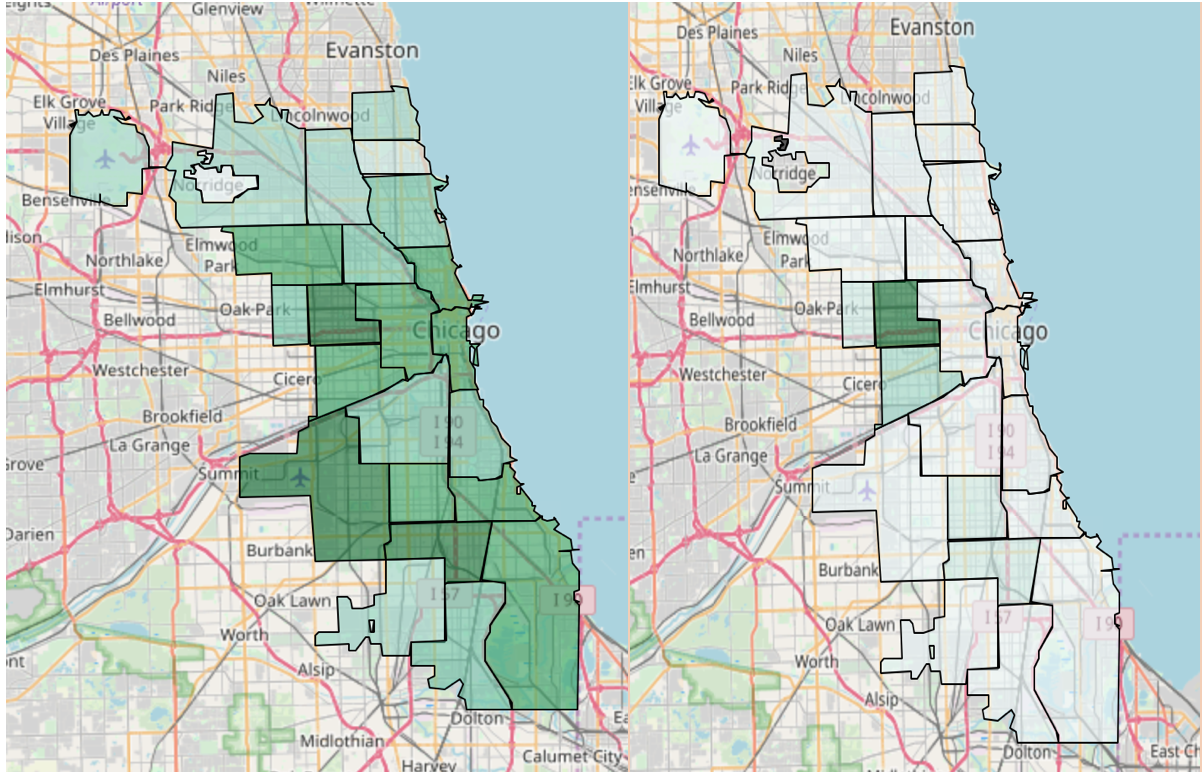 Glenview
Evanston
Des Plaines
Niles
Elk Grove
Village
Park Ridge
Lincolnwood
Norridge
Bensenville
Elmwood
Park
Northlake
Elmhurst
Oak Park
Bellwood
Chicago
Westchester
Cicero
Brookfield
I 90
I 94
La Grange
Summit
Darien
Burbank
I 57
Oak Lawn
I 90
Worth
Alsip
Dolton
Midlothian
Calumet City
Harvey
Evanston
Des Plaines
Niles
Elk Grove
Village
Park Ridge
Lincolnwood
Norridge
Bensenville
Elmwood
Park
Northlake
Elmhurst
Oak Park
Bellwood
Chicago
Westchester
Cicero
Brookfield
I 90
I 94
La Grange
Summit
Burbank
I 57
Oak Lawn
I 90
Worth
Alsip
Dolton
East C